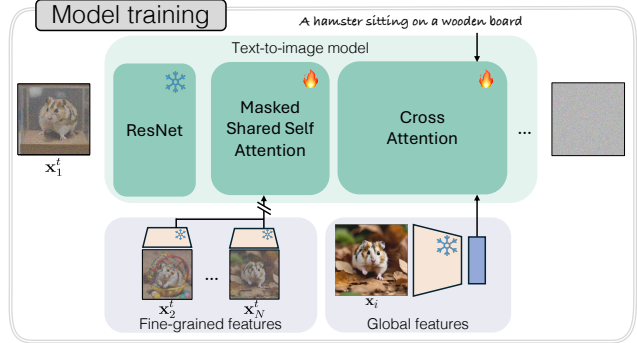 Model training
A hamster sitting on a wooden board
Text-to-image model
ResNet
Masked
Shared Self
Attention
Cross
Attention
...
x_1^t
...
x_2^t
x_N^t
x_i
Fine-grained features
Global features